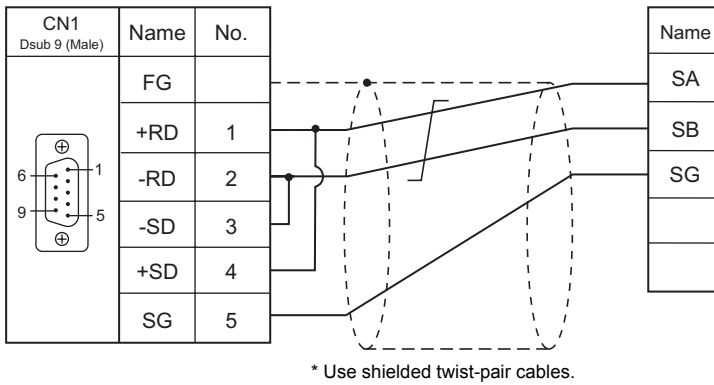 CN1
Dsub 9 (Male)
Name No.
FG
+RD 1
-RD 2
-SD 3
+SD 4
SG 5
6
1
9
5
Name
SA
SB
SG
* Use shielded twist-pair cables.